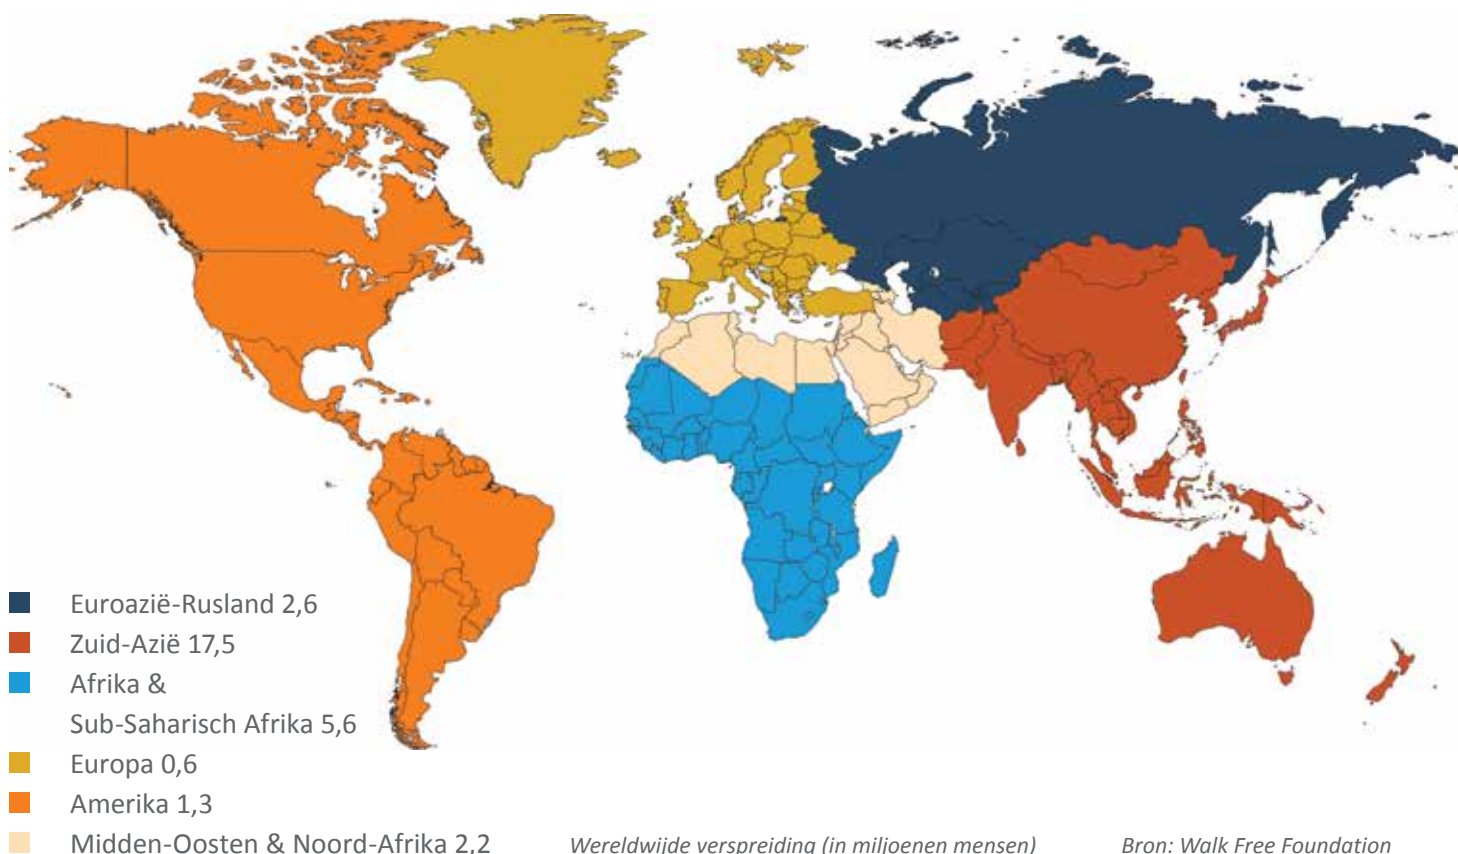 Euroazië-Rusland 2,6
Zuid-Azië 17,5
Afrika &
Sub-Saharisch Afrika 5,6
Europa 0,6
Amerika 1,3
Midden-Oosten & Noord-Afrika 2,2
Wereldwijde verspreiding (in miljoenen mensen)
Bron: Walk Free Foundation